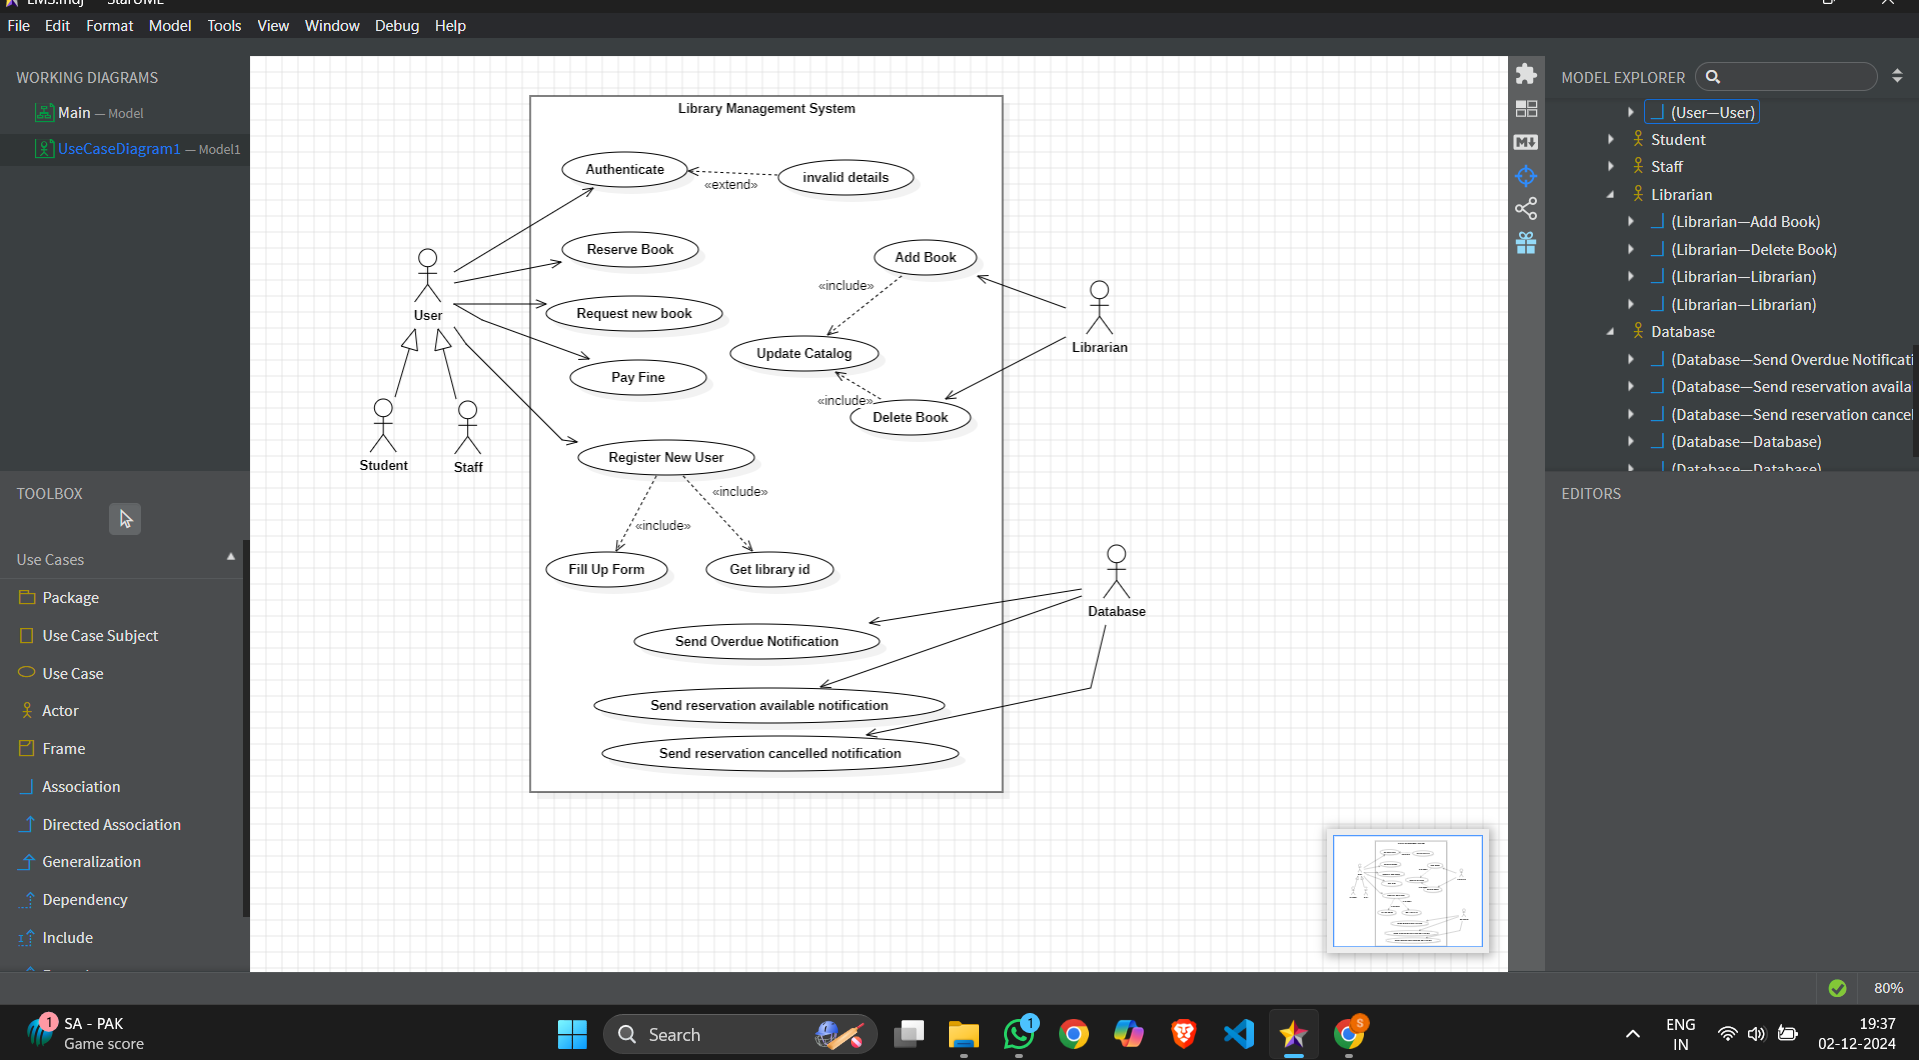 LMS.mdj — StarUML
File Edit Format Model Tools View Window Debug Help
WORKING DIAGRAMS
Main — Model
UseCaseDiagram1 — Model1
TOOLBOX
Use Cases
Package
Use Case Subject
Use Case
Actor
Frame
Association
Directed Association
Generalization
Dependency
Include
Library Management System
Authenticate
«extend»
invalid details
Reserve Book
Add Book
«include»
Request new book
User
Librarian
Update Catalog
Pay Fine
«include»
Delete Book
Student
Staff
Register New User
«include»
«include»
Fill Up Form
Get library id
Database
Send Overdue Notification
Send reservation available notification
Send reservation cancelled notification
MODEL EXPLORER
(User—User)
Student
Staff
Librarian
(Librarian—Add Book)
(Librarian—Delete Book)
(Librarian—Librarian)
(Librarian—Librarian)
Database
(Database—Send Overdue Notificati
(Database—Send reservation availa
(Database—Send reservation cancel
(Database—Database)
(Database—Database)
EDITORS
80%
1
SA - PAK
Game score
Search
1
S
ENG
IN
19:37
02-12-2024